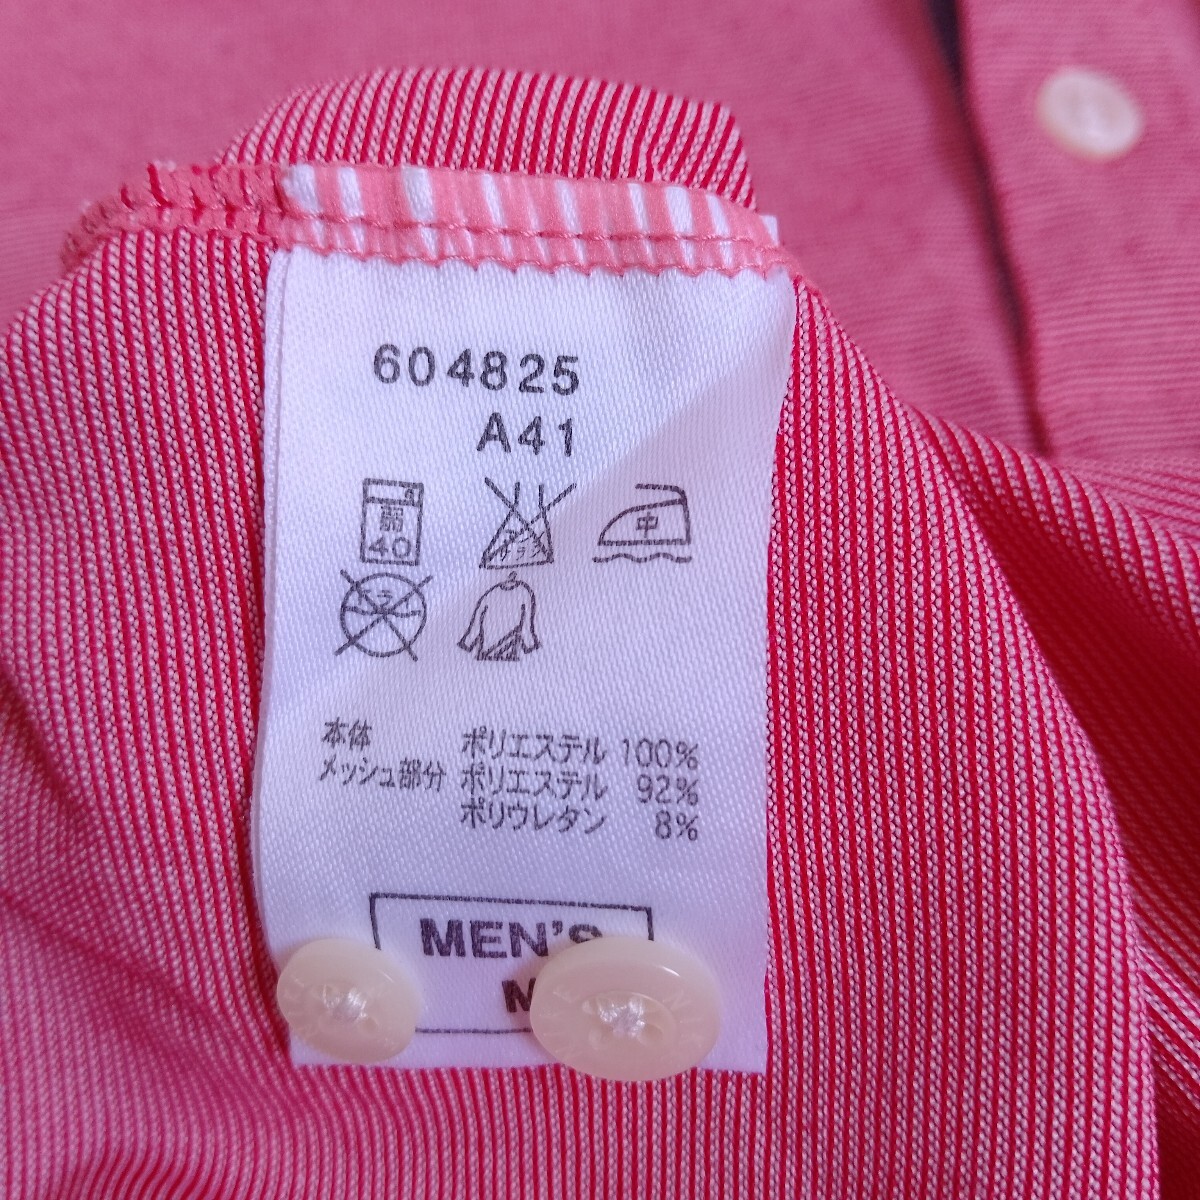 604825
A41
弱
40
中
本体 ポリエステル 100%
メッシュ部分 ポリエステル 92%
ポリウレタン 8%
MEN'S
M